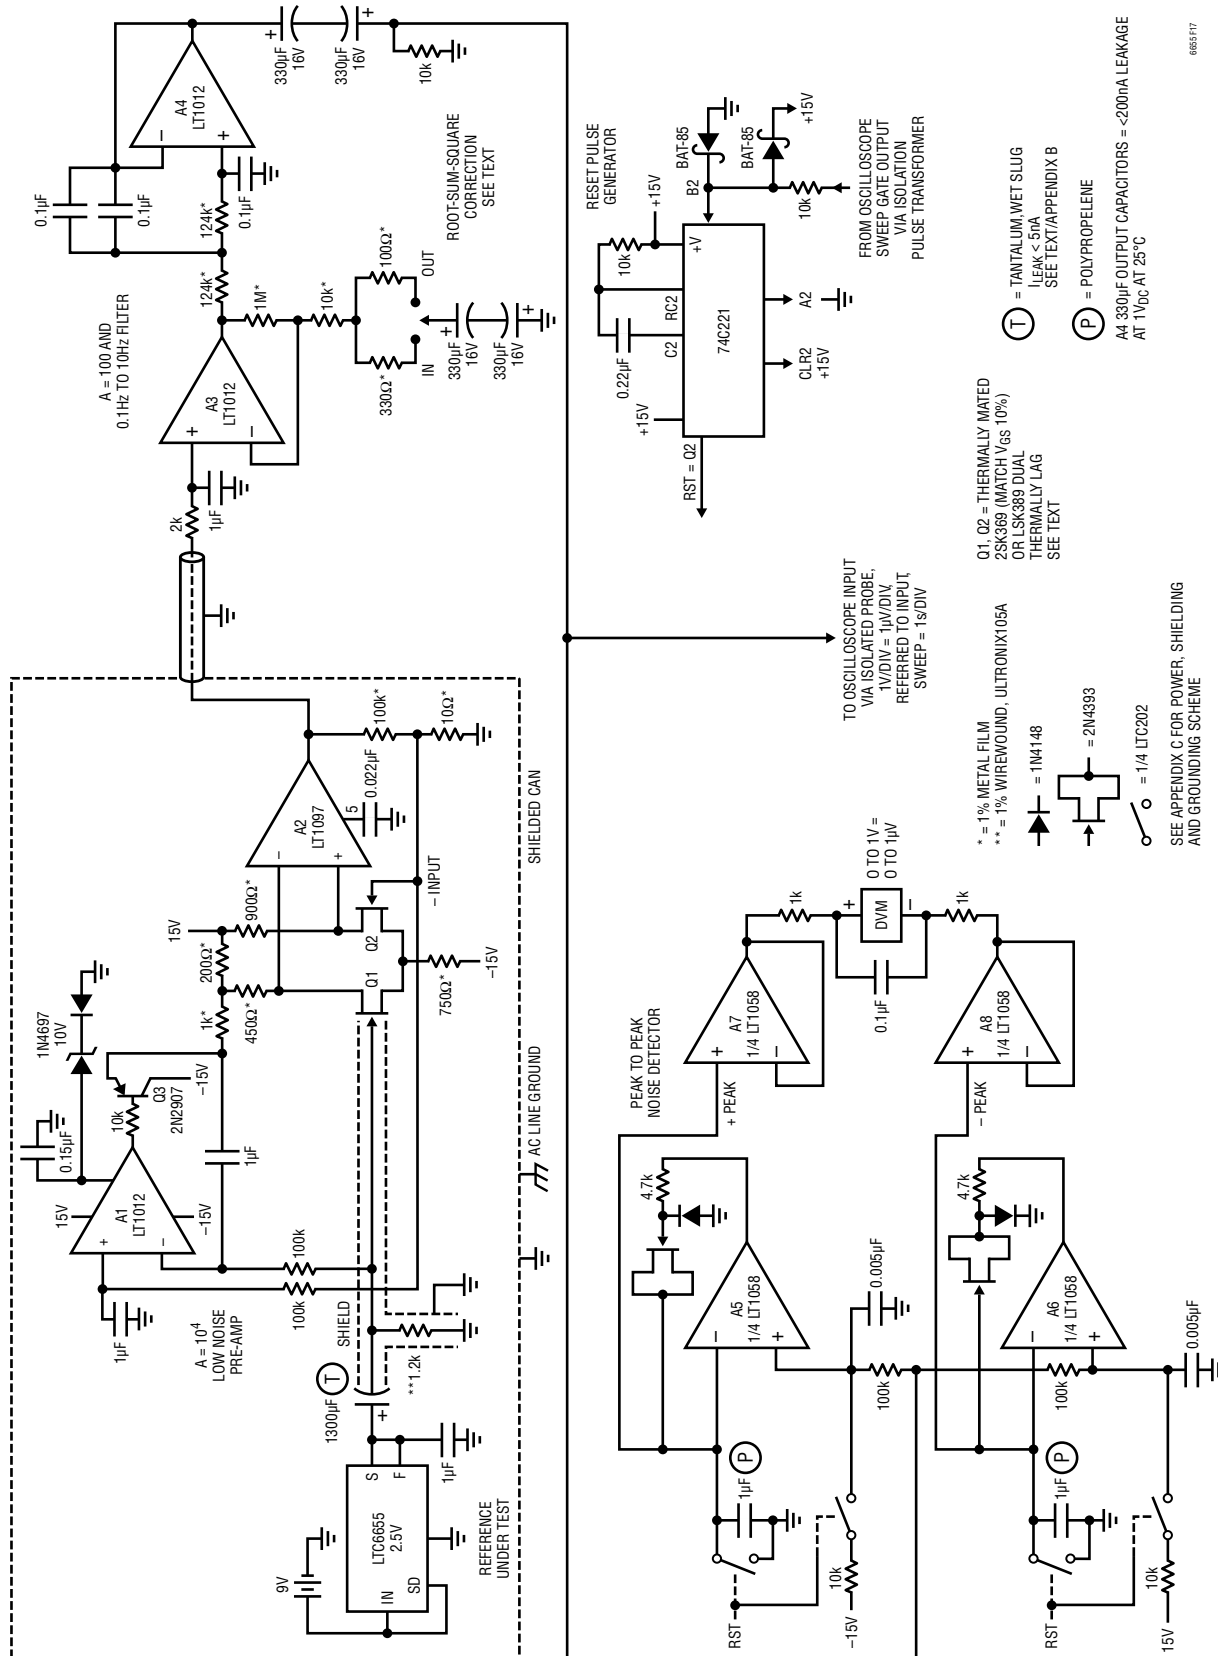 9V
IN
SD
LTC6655
2.5V
S
F
REFERENCE
UNDER TEST
1µF
1300µF
T
+
**1.2k
SHIELD
A = 10⁴
LOW NOISE
PRE-AMP
1µF
100k
100k
15V
+
–
A1
LT1012
–15V
0.15µF
10k
Q3
2N2907
–15V
1N4697
10V
1µF
1k*
200Ω*
15V
450Ω*
900Ω*
Q1
Q2
750Ω*
–15V
– INPUT
–
+
A2
LT1097
5
0.022µF
100k*
10Ω*
SHIELDED CAN
AC LINE GROUND
2k
1µF
A = 100 AND
0.1Hz TO 10Hz FILTER
+
–
A3
LT1012
1M*
10k*
330Ω*
100Ω*
IN
OUT
+
330µF
16V
330µF
16V
+
ROOT-SUM-SQUARE
CORRECTION
SEE TEXT
124k*
124k*
0.1µF
0.1µF
0.1µF
–
+
A4
LT1012
+
330µF
16V
330µF
16V
+
10k
TO OSCILLOSCOPE INPUT
VIA ISOLATED PROBE,
1V/DIV = 1µV/DIV,
REFERRED TO INPUT,
SWEEP = 1s/DIV
RESET PULSE
GENERATOR
+15V
0.22µF
10k
+15V
C2
RC2
+V
74C221
RST = Q2
CLR2
+15V
A2
B2
BAT-85
BAT-85
+15V
10k
FROM OSCILLOSCOPE
SWEEP GATE OUTPUT
VIA ISOLATION
PULSE TRANSFORMER
PEAK TO PEAK
NOISE DETECTOR
RST
1µF
P
10k
–15V
100k
0.005µF
–
+
A5
1/4 LT1058
4.7k
+ PEAK
+
–
A7
1/4 LT1058
1k
RST
1µF
P
10k
15V
100k
0.005µF
–
+
A6
1/4 LT1058
4.7k
– PEAK
+
–
A8
1/4 LT1058
1k
0.1µF
+
DVM
–
O TO 1V =
O TO 1µV
* = 1% METAL FILM
** = 1% WIREWOUND, ULTRONIX105A
= 1N4148
= 2N4393
= 1/4 LTC202
SEE APPENDIX C FOR POWER, SHIELDING
AND GROUNDING SCHEME
Q1, Q2 = THERMALLY MATED
2SK369 (MATCH VGS 10%)
OR LSK389 DUAL
THERMALLY LAG
SEE TEXT
T = TANTALUM,WET SLUG
ILEAK < 5nA
SEE TEXT/APPENDIX B
P = POLYPROPELENE
A4 330µF OUTPUT CAPACITORS = <200nA LEAKAGE
AT 1VDC AT 25°C
6655 F17